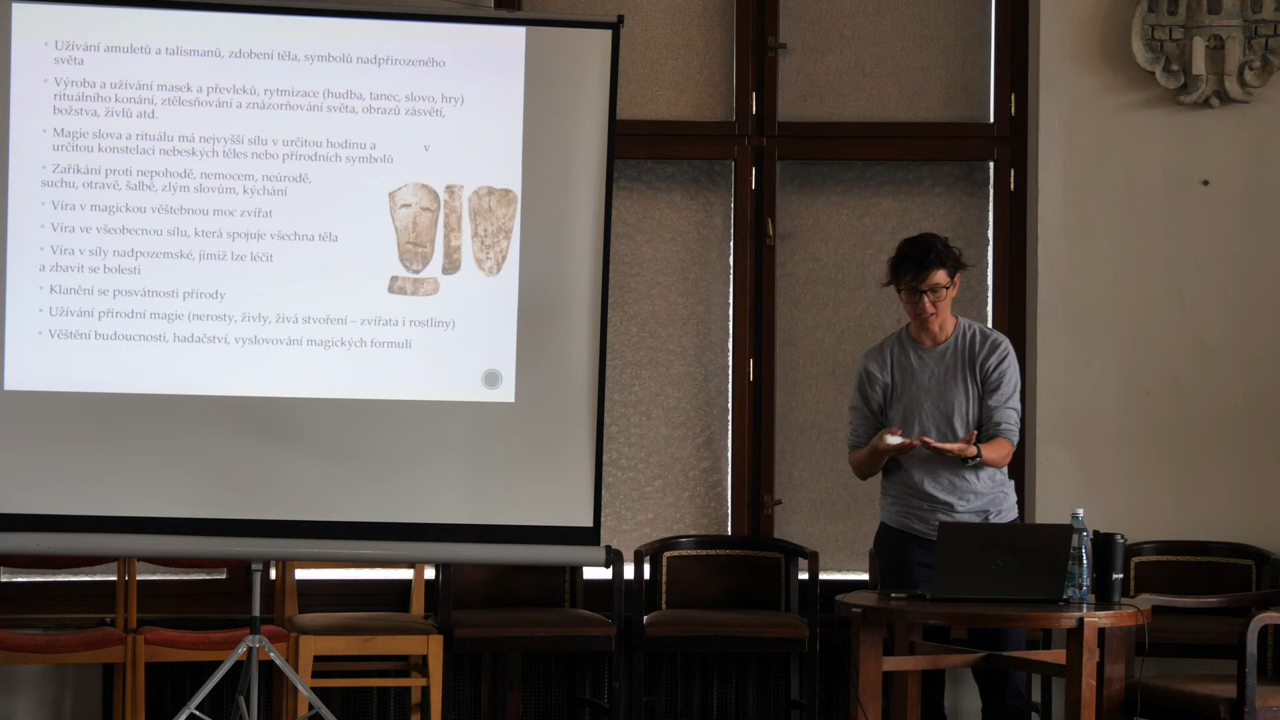 Užívání amuletů a talismanů, zdobení těla, symbolů nadpřirozeného
světa
Výroba a užívání masek a převleků, rytmizace (hudba, tanec, slovo, hry)
rituálního konání, ztělesňování a znázorňování světa, obrazů zásvětí,
božstva, živlů atd.
Magie slova a rituálu má nejvyšší sílu v určitou hodinu a
určitou konstelaci nebeských těles nebo přírodních symbolů
v
Zaříkání proti nepohodě, nemocem, neúrodě,
suchu, otravě, šalbě, zlým slovům, kýchání
Víra v magickou věštebnou moc zvířat
Víra ve všeobecnou sílu, která spojuje všechna těla
Víra v síly nadpozemské, jimiž lze léčit
a zbavit se bolesti
Klanění se posvátnosti přírody
Užívání přírodní magie (nerosty, živly, živá stvoření – zvířata i rostliny)
Věštění budoucnosti, hadačství, vyslovování magických formulí